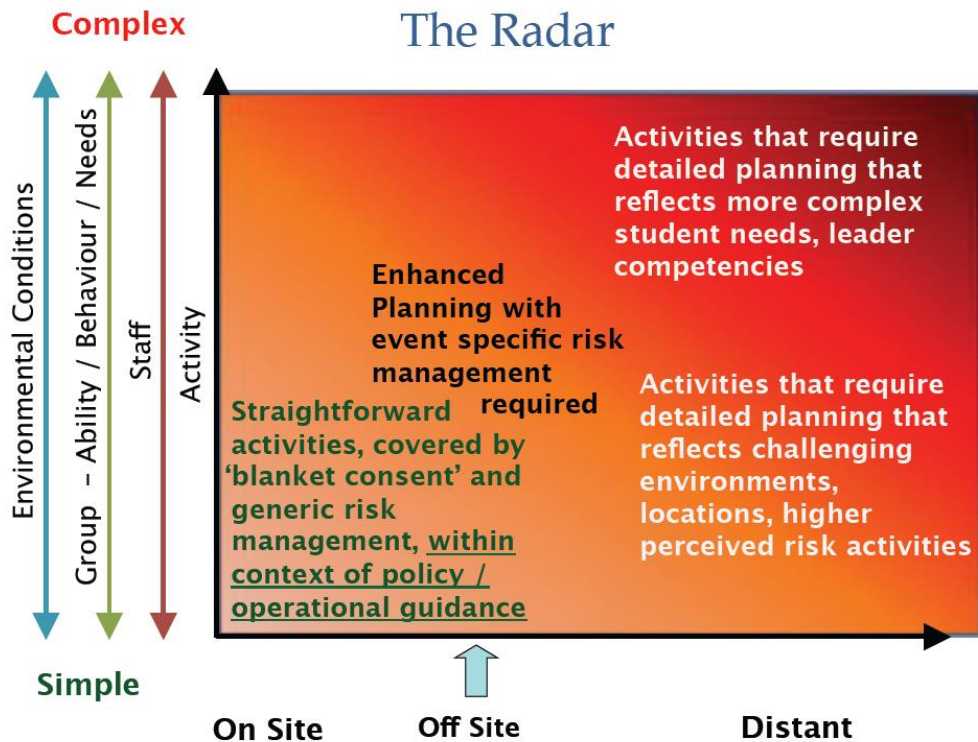 Complex
The Radar
Environmental Conditions
Group – Ability / Behaviour / Needs
Staff
Activity
Activities that require
detailed planning that
reflects more complex
student needs, leader
competencies
Enhanced
Planning with
event specific risk
management
required
Straightforward
activities, covered by
‘blanket consent’ and
generic risk
management, within
context of policy /
operational guidance
Activities that require
detailed planning that
reflects challenging
environments,
locations, higher
perceived risk activities
Simple
On Site
Off Site
Distant